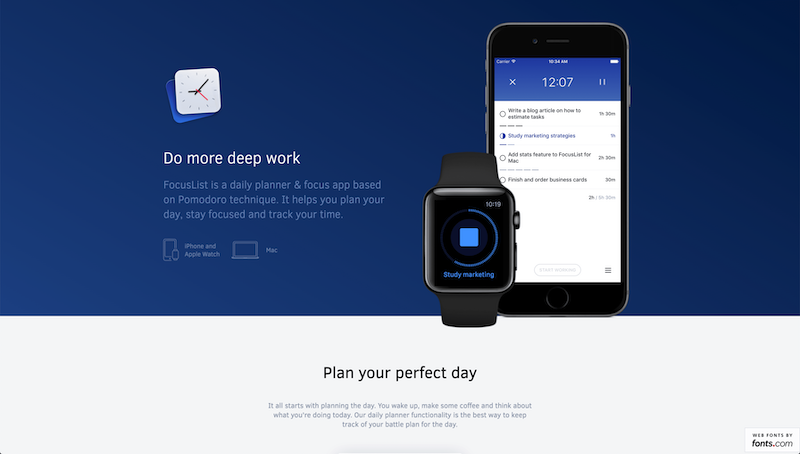 Do more deep work
FocusList is a daily planner & focus app based
on Pomodoro technique. It helps you plan your
day, stay focused and track your time.
iPhone and
Apple Watch
Mac
Carrier
10:34 AM
12:07
Write a blog article on how to
estimate tasks
1h 30m
Study marketing strategies
1h
Add stats feature to FocusList for
Mac
2h 30m
Finish and order business cards
30m
2h / 5h 30m
START WORKING
10:19
Study marketing
Plan your perfect day
It all starts with planning the day. You wake up, make some coffee and think about
what you're doing today. Our daily planner functionality is the best way to keep
track of your battle plan for the day.
WEB FONTS BY
fonts.com